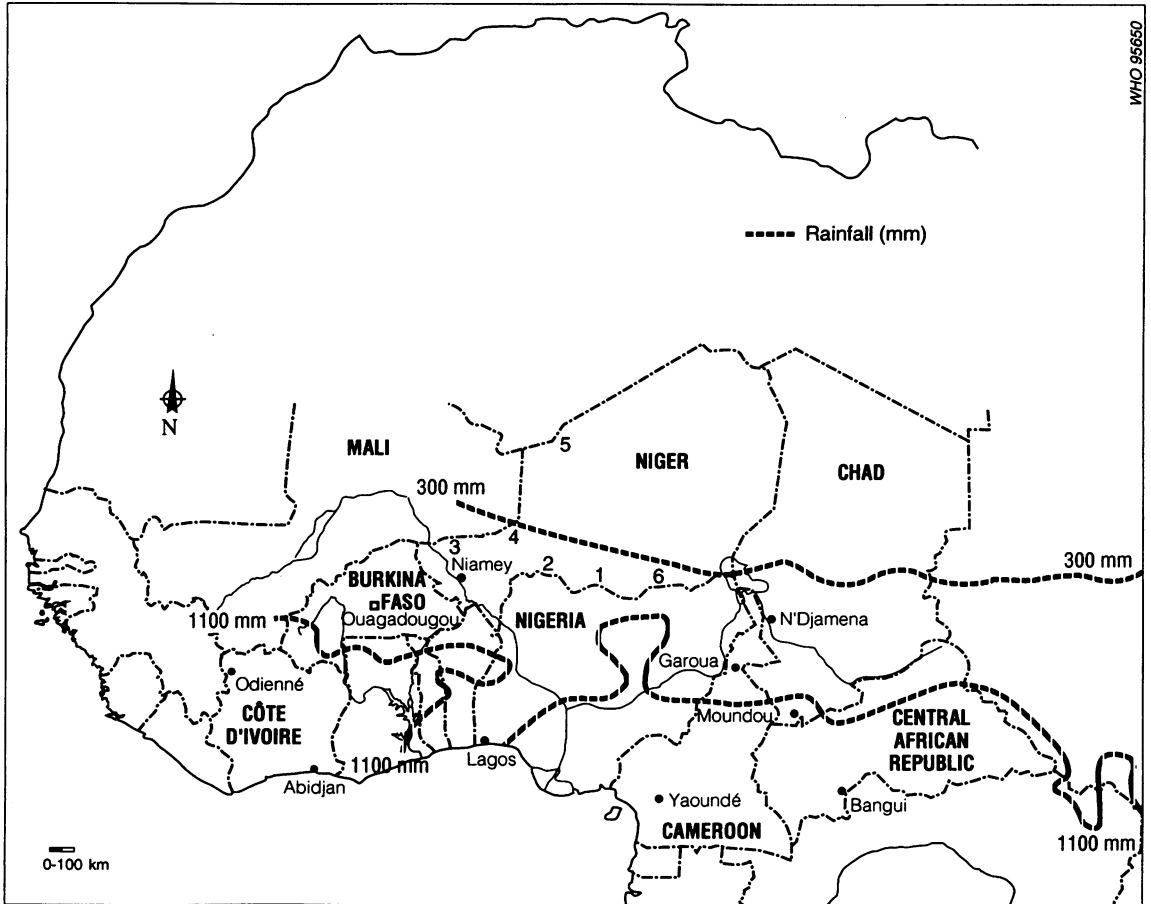 WHO 95650
Rainfall (mm)
N
MALI
5
NIGER
CHAD
300 mm
3
4
Niamey
2
1
6
300 mm
BURKINA
FASO
Ouagadougou
1100 mm
NIGERIA
N'Djamena
Garoua
Odienné
CÔTE
D'IVOIRE
Moundou
CENTRAL
AFRICAN
REPUBLIC
1100 mm
Lagos
Abidjan
Yaoundé
Bangui
CAMEROON
1100 mm
0-100 km